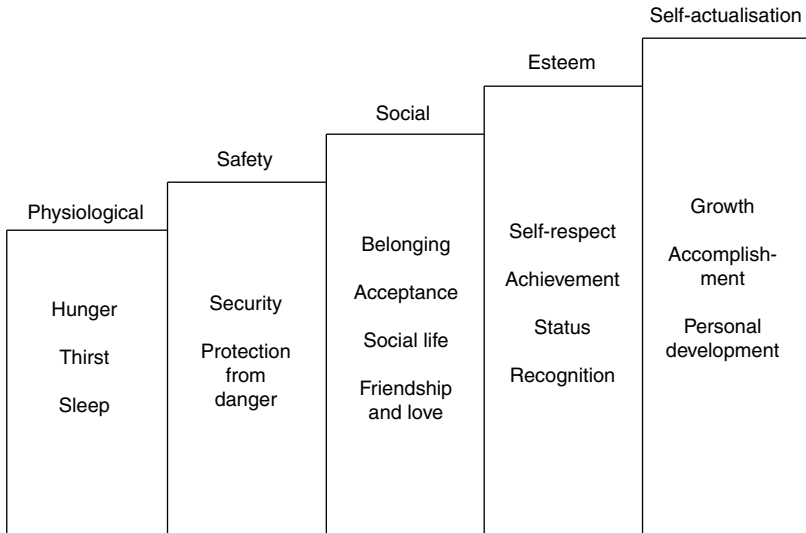 Physiological
Hunger
Thirst
Sleep
Safety
Security
Protection
from
danger
Social
Belonging
Acceptance
Social life
Friendship
and love
Esteem
Self-respect
Achievement
Status
Recognition
Self-actualisation
Growth
Accomplish-
ment
Personal
development